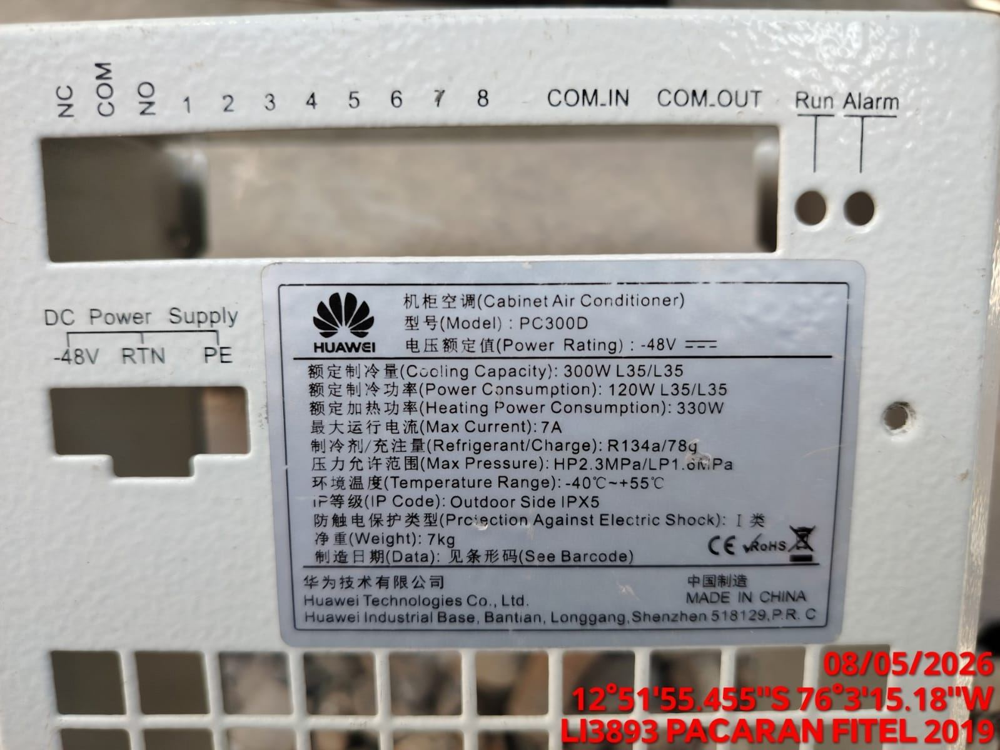 NC COM NO 1 2 3 4 5 6 7 8 COM_IN COM_OUT Run Alarm
DC Power Supply
-48V RTN PE
HUAWEI
机柜空调(Cabinet Air Conditioner)
型号(Model) : PC300D
电压额定值(Power Rating) : -48V
额定制冷量(Cooling Capacity): 300W L35/L35
额定制冷功率(Power Consumption): 120W L35/L35
额定加热功率(Heating Power Consumption): 330W
最大运行电流(Max Current): 7A
制冷剂/充注量(Refrigerant/Charge): R134a/78g
压力允许范围(Max Pressure): HP2.3MPa/LP1.6MPa
环境温度(Temperature Range): -40℃~+55℃
IP等级(IP Code): Outdoor Side IPX5
防触电保护类型(Protection Against Electric Shock): I 类
净重(Weight): 7kg
制造日期(Data): 见条形码(See Barcode)
CE RoHS
华为技术有限公司
中国制造
Huawei Technologies Co., Ltd.
MADE IN CHINA
Huawei Industrial Base, Bantian, Longgang, Shenzhen 518129, P.R. C
08/05/2026
12°51'55.455"S 76°3'15.18"W
LI3893 PACARAN FITEL 2019